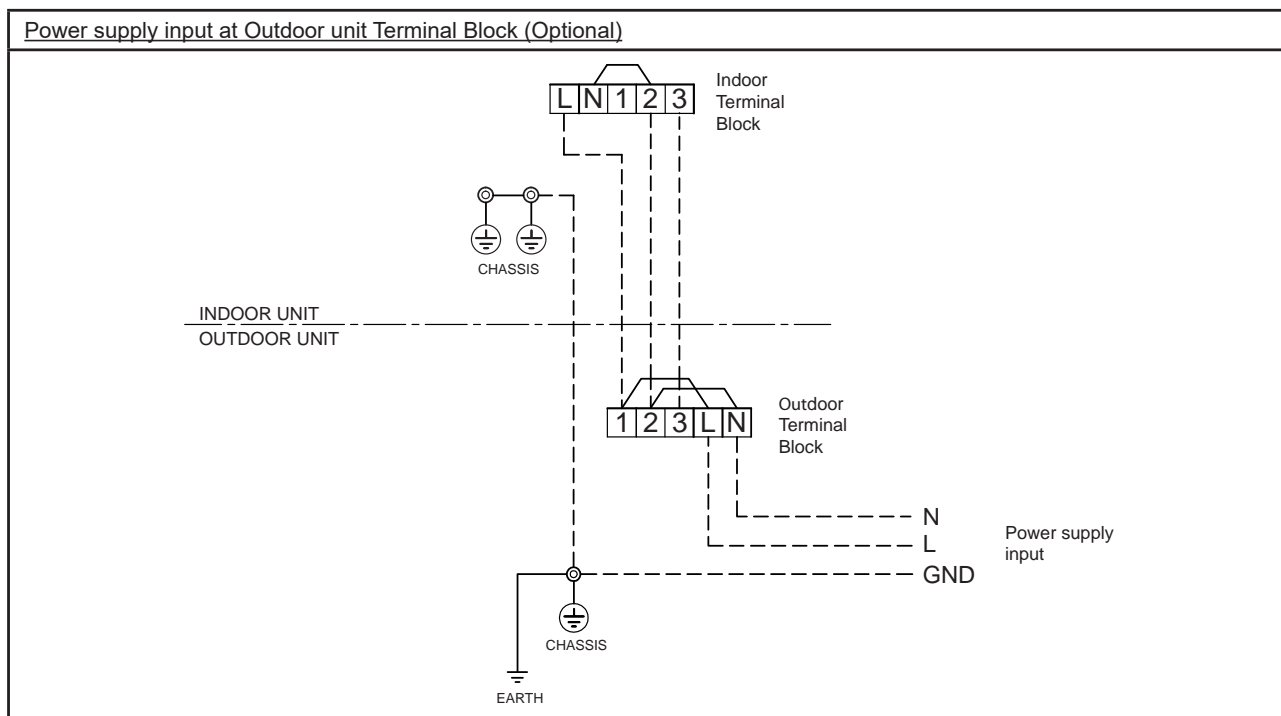 Power supply input at Outdoor unit Terminal Block (Optional)
L N 1 2 3
Indoor
Terminal
Block
CHASSIS
INDOOR UNIT
OUTDOOR UNIT
1 2 3 L N
Outdoor
Terminal
Block
N
L
GND
Power supply
input
CHASSIS
EARTH